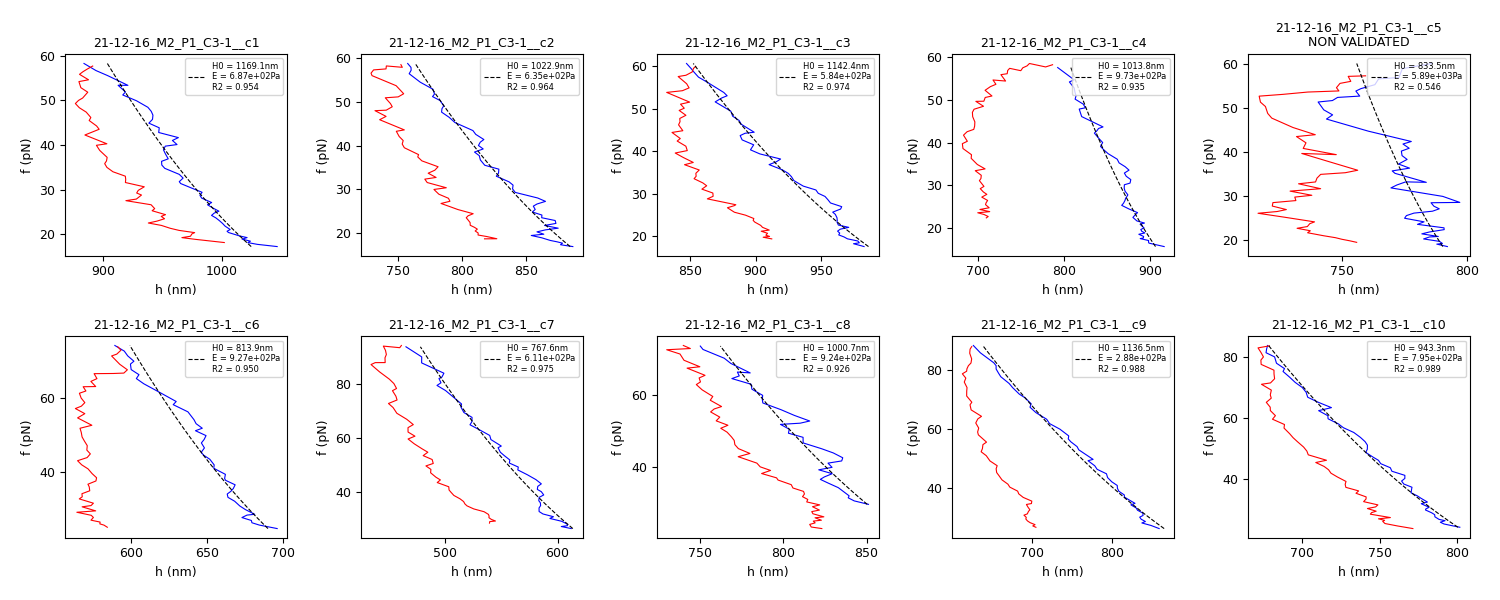 21-12-16_M2_P1_C3-1__c1
H0 = 1169.1nm
E = 6.87e+02Pa
R2 = 0.954
f (pN)
60
50
40
30
20
900
1000
h (nm)
21-12-16_M2_P1_C3-1__c2
H0 = 1022.9nm
E = 6.35e+02Pa
R2 = 0.964
f (pN)
60
50
40
30
20
750
800
850
h (nm)
21-12-16_M2_P1_C3-1__c3
H0 = 1142.4nm
E = 5.84e+02Pa
R2 = 0.974
f (pN)
60
50
40
30
20
850
900
950
h (nm)
21-12-16_M2_P1_C3-1__c4
H0 = 1013.8nm
E = 9.73e+02Pa
R2 = 0.935
f (pN)
60
50
40
30
20
700
800
900
h (nm)
21-12-16_M2_P1_C3-1__c5
NON VALIDATED
H0 = 833.5nm
E = 5.89e+03Pa
R2 = 0.546
f (pN)
60
50
40
30
20
750
800
h (nm)
21-12-16_M2_P1_C3-1__c6
H0 = 813.9nm
E = 9.27e+02Pa
R2 = 0.950
f (pN)
60
40
600
650
700
h (nm)
21-12-16_M2_P1_C3-1__c7
H0 = 767.6nm
E = 6.11e+02Pa
R2 = 0.975
f (pN)
80
60
40
500
600
h (nm)
21-12-16_M2_P1_C3-1__c8
H0 = 1000.7nm
E = 9.24e+02Pa
R2 = 0.926
f (pN)
60
40
750
800
850
h (nm)
21-12-16_M2_P1_C3-1__c9
H0 = 1136.5nm
E = 2.88e+02Pa
R2 = 0.988
f (pN)
80
60
40
700
800
h (nm)
21-12-16_M2_P1_C3-1__c10
H0 = 943.3nm
E = 7.95e+02Pa
R2 = 0.989
f (pN)
80
60
40
700
750
800
h (nm)